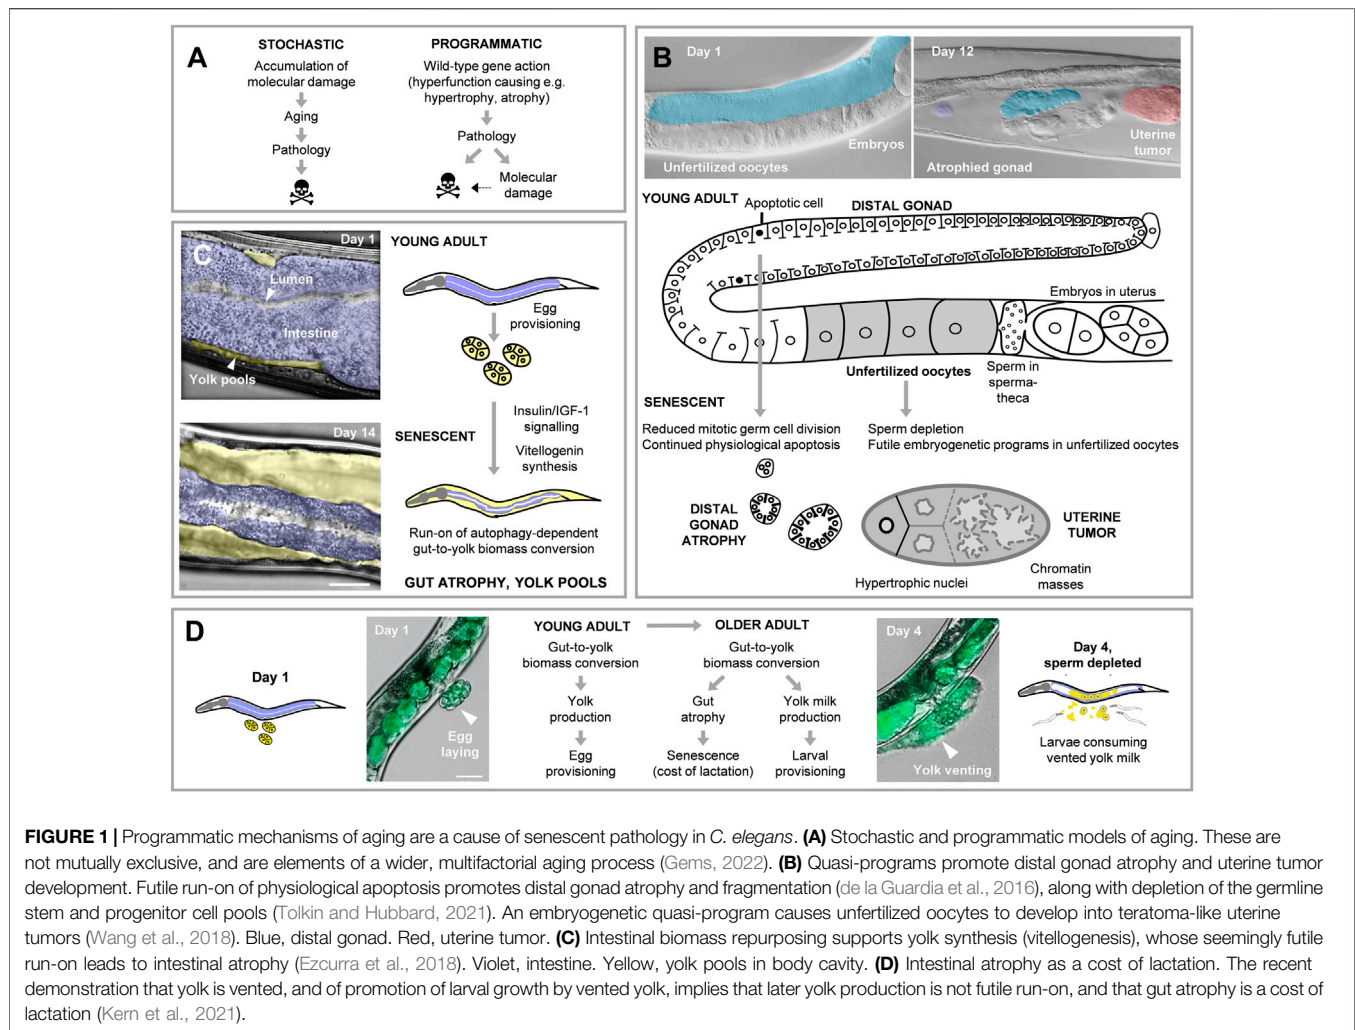 A
STOCHASTIC
Accumulation of
molecular damage
Aging
Pathology
PROGRAMMATIC
Wild-type gene action
(hyperfunction causing e.g.
hypertrophy, atrophy)
Pathology
Molecular
damage
B
Day 1
Embryos
Unfertilized oocytes
Day 12
Uterine
tumor
Atrophied gonad
YOUNG ADULT
Apoptotic cell
DISTAL GONAD
Embryos in uterus
Unfertilized oocytes
Sperm in
sperma-
theca
SENESCENT
Reduced mitotic germ cell division
Continued physiological apoptosis
Sperm depletion
Futile embryogenetic programs in unfertilized oocytes
DISTAL
GONAD
ATROPHY
UTERINE
TUMOR
Hypertrophic nuclei
Chromatin
masses
C
Day 1
Lumen
Intestine
Yolk pools
Day 14
YOUNG ADULT
Egg
provisioning
Insulin/IGF-1
signalling
SENESCENT
Vitellogenin
synthesis
Run-on of autophagy-dependent
gut-to-yolk biomass conversion
GUT ATROPHY, YOLK POOLS
D
Day 1
Day 1
Egg
laying
YOUNG ADULT
Gut-to-yolk
biomass conversion
Yolk
production
Egg
provisioning
OLDER ADULT
Gut-to-yolk
biomass conversion
Gut
atrophy
Senescence
(cost of lactation)
Yolk milk
production
Larval
provisioning
Day 4
Yolk venting
Day 4,
sperm depleted
Larvae consuming
vented yolk milk
FIGURE 1 | Programmatic mechanisms of aging are a cause of senescent pathology in C. elegans. (A) Stochastic and programmatic models of aging. These are
not mutually exclusive, and are elements of a wider, multifactorial aging process (Gems, 2022). (B) Quasi-programs promote distal gonad atrophy and uterine tumor
development. Futile run-on of physiological apoptosis promotes distal gonad atrophy and fragmentation (de la Guardia et al., 2016), along with depletion of the germline
stem and progenitor cell pools (Tolkin and Hubbard, 2021). An embryogenetic quasi-program causes unfertilized oocytes to develop into teratoma-like uterine
tumors (Wang et al., 2018). Blue, distal gonad. Red, uterine tumor. (C) Intestinal biomass repurposing supports yolk synthesis (vitellogenesis), whose seemingly futile
run-on leads to intestinal atrophy (Ezcurra et al., 2018). Violet, intestine. Yellow, yolk pools in body cavity. (D) Intestinal atrophy as a cost of lactation. The recent
demonstration that yolk is vented, and of promotion of larval growth by vented yolk, implies that later yolk production is not futile run-on, and that gut atrophy is a cost of
lactation (Kern et al., 2021).